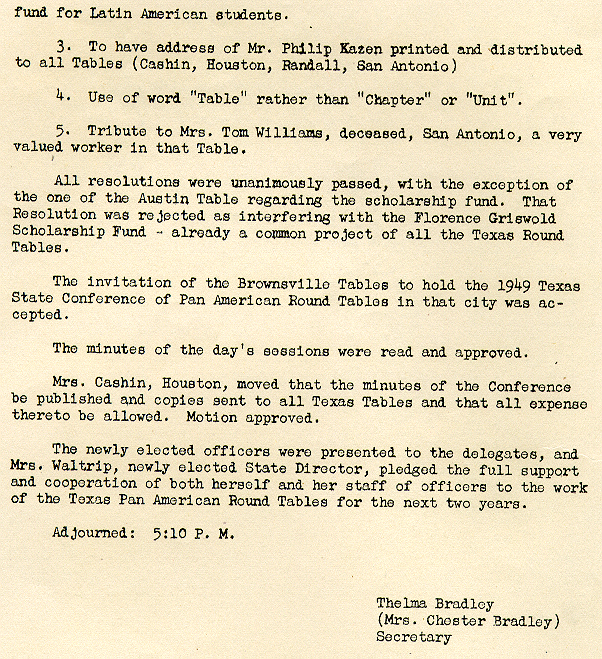 fund for Latin American students.
3. To have address of Mr. Philip Kazen printed and distributed
to all Tables (Cashin, Houston, Randall, San Antonio)
4. Use of word "Table" rather than "Chapter" or "Unit".
5. Tribute to Mrs. Tom Williams, deceased, San Antonio, a very
valued worker in that Table.
All resolutions were unanimously passed, with the exception of
the one of the Austin Table regarding the scholarship fund. That
Resolution was rejected as interfering with the Florence Griswold
Scholarship Fund - already a common project of all the Texas Round
Tables.
The invitation of the Brownsville Tables to hold the 1949 Texas
State Conference of Pan American Round Tables in that city was ac-
cepted.
The minutes of the day's sessions were read and approved.
Mrs. Cashin, Houston, moved that the minutes of the Conference
be published and copies sent to all Texas Tables and that all expense
thereto be allowed. Motion approved.
The newly elected officers were presented to the delegates, and
Mrs. Waltrip, newly elected State Director, pledged the full support
and cooperation of both herself and her staff of officers to the work
of the Texas Pan American Round Tables for the next two years.
Adjourned: 5:10 P. M.
Thelma Bradley
(Mrs. Chester Bradley)
Secretary